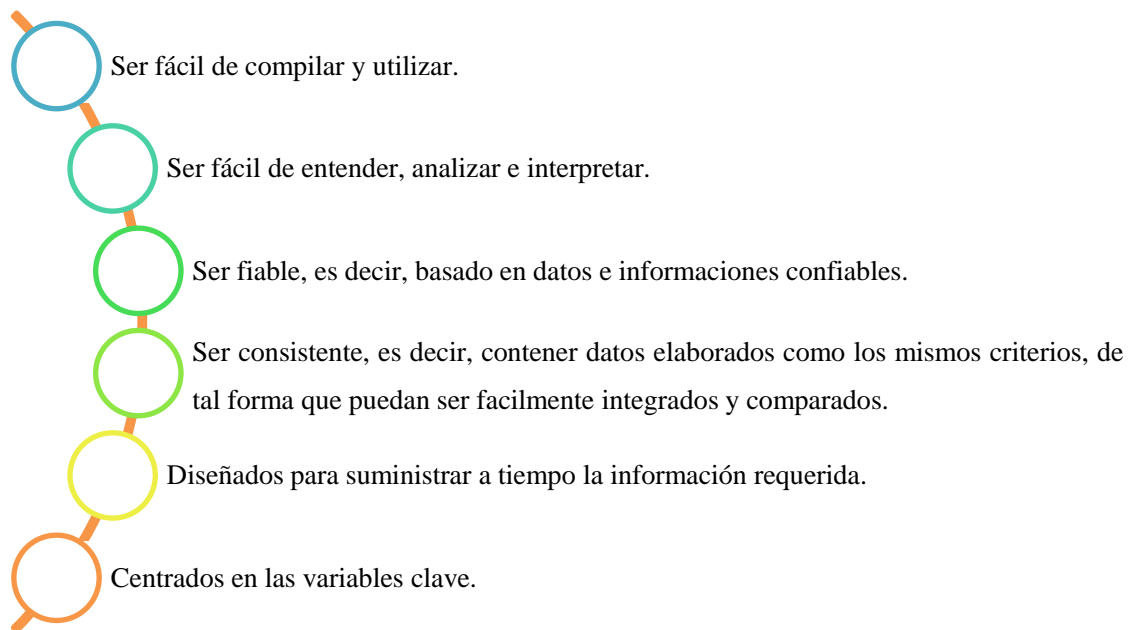 Ser fácil de compilar y utilizar.
Ser fácil de entender, analizar e interpretar.
Ser fiable, es decir, basado en datos e informaciones confiables.
Ser consistente, es decir, contener datos elaborados como los mismos criterios, de
tal forma que puedan ser facilmente integrados y comparados.
Diseñados para suministrar a tiempo la información requerida.
Centrados en las variables clave.